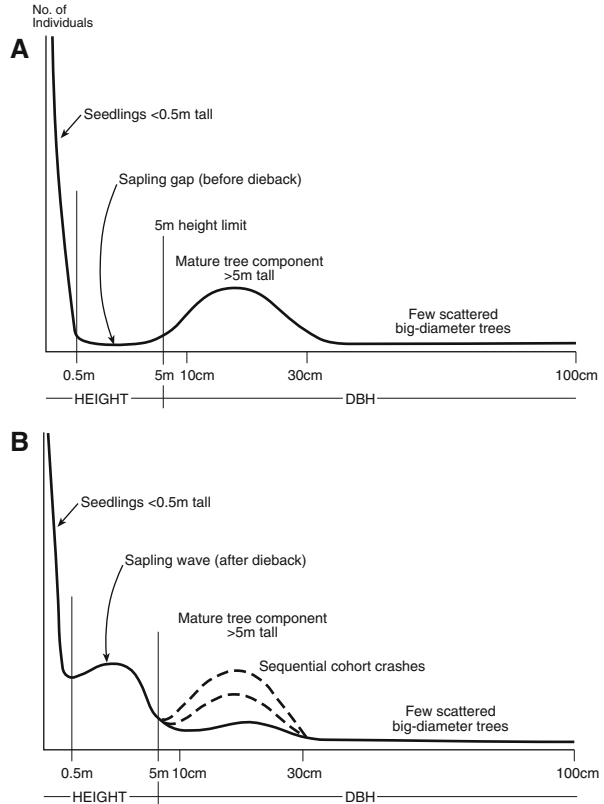 No. of
Individuals
A
Seedlings <0.5m tall
Sapling gap (before dieback)
5m height limit
Mature tree component
>5m tall
Few scattered
big-diameter trees
0.5m 5m 10cm 30cm 100cm
HEIGHT DBH
B
Seedlings <0.5m tall
Sapling wave (after dieback)
Mature tree component
>5m tall
Sequential cohort crashes
Few scattered
big-diameter trees
0.5m 5m 10cm 30cm 100cm
HEIGHT DBH